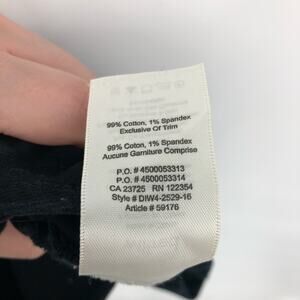 99% Cotton, 1% Spandex
Exclusive Of Trim
99% Cotton, 1% Spandex
Aucune Garniture Comprise
P.O. # 4500053313
P.O. # 4500053314
CA 23725 RN 122354
Style # DIW4-2529-16
Article # 59176